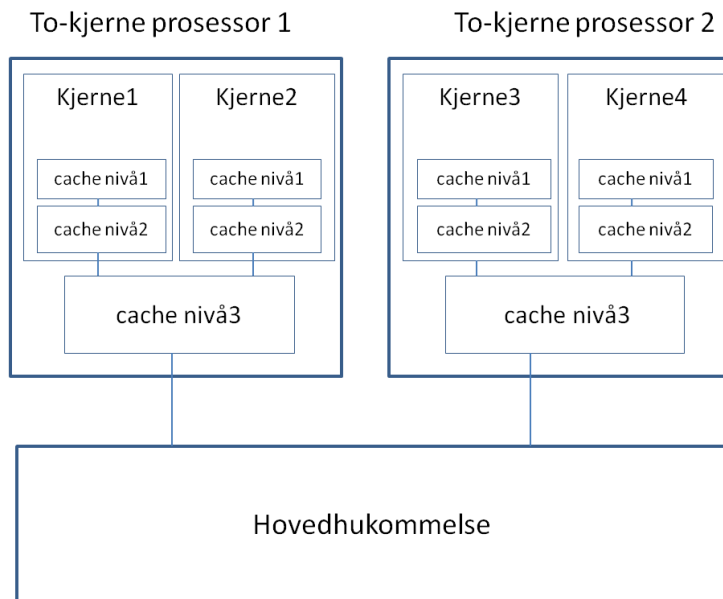 To-kjerne prosessor 1
To-kjerne prosessor 2
Kjerne1
Kjerne2
Kjerne3
Kjerne4
cache nivå1
cache nivå1
cache nivå1
cache nivå1
cache nivå2
cache nivå2
cache nivå2
cache nivå2
cache nivå3
cache nivå3
Hovedhukommelse